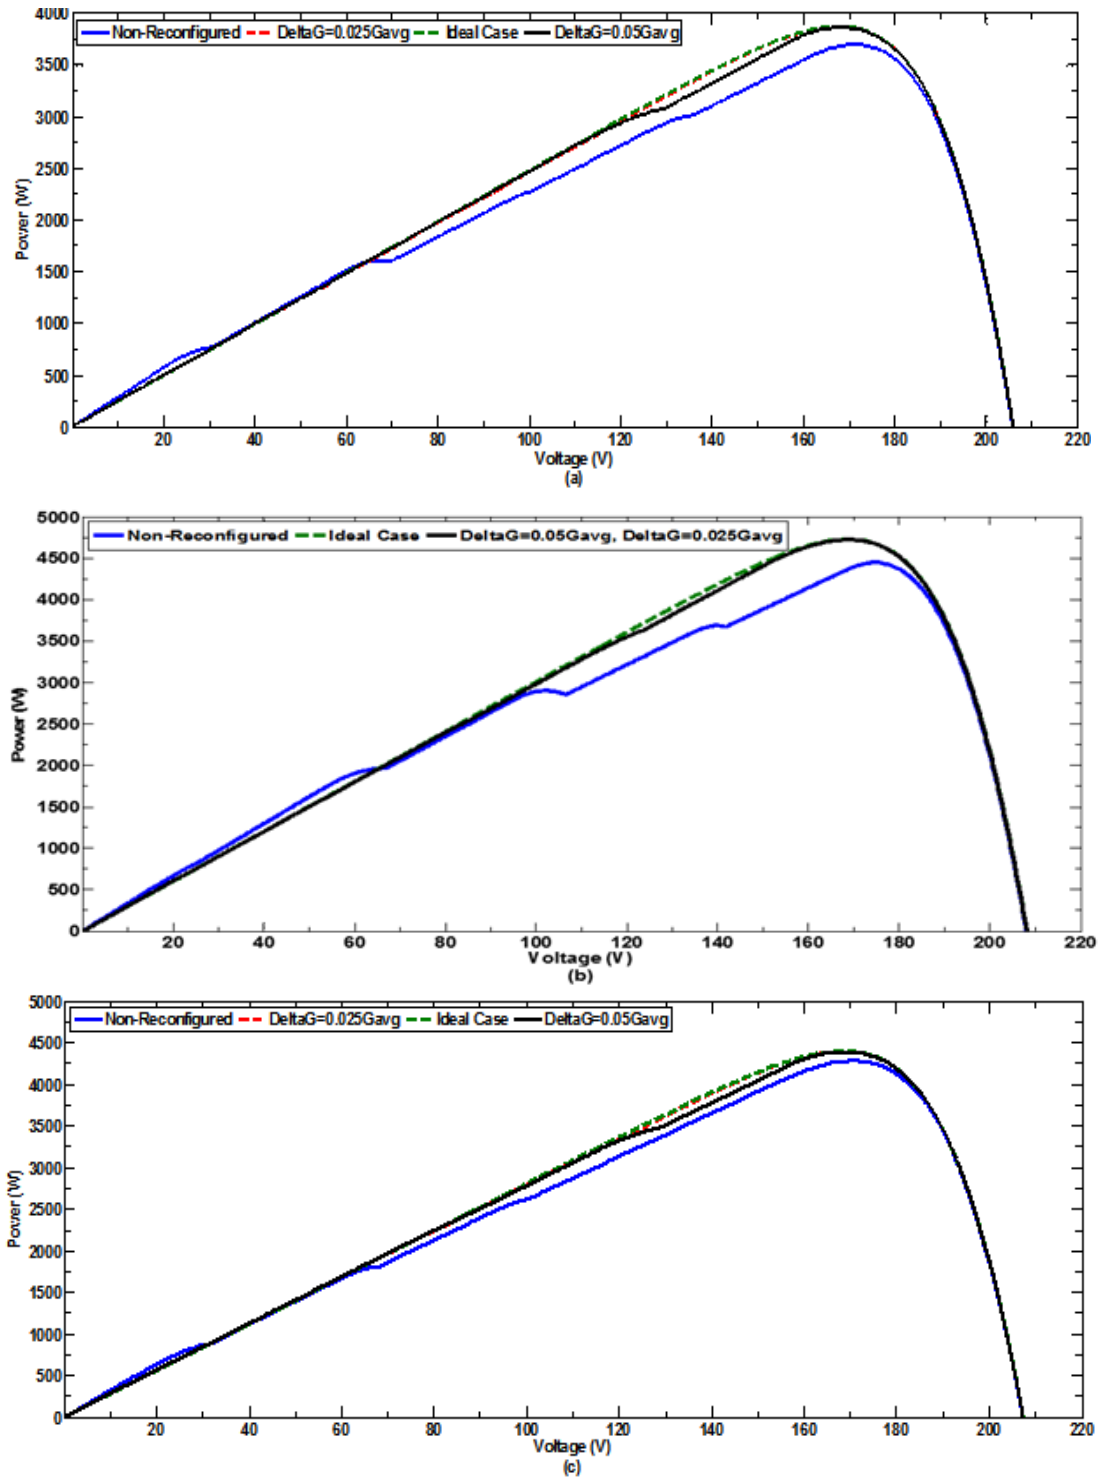 4000
Non-Reconfigured DeltaG=0.025Gavg Ideal Case DeltaG=0.05Gavg
3500
3000
2500
2000
1500
1000
500
0
Power (W)
20 40 60 80 100 120 140 160 180 200 220
Voltage (V)
(a)
5000
Non-Reconfigured Ideal Case DeltaG=0.05Gavg, DeltaG=0.025Gavg
4500
4000
3500
3000
2500
2000
1500
1000
500
0
Power (W)
20 40 60 80 100 120 140 160 180 200 220
Voltage (V)
(b)
5000
Non-Reconfigured DeltaG=0.025Gavg Ideal Case DeltaG=0.05Gavg
4500
4000
3500
3000
2500
2000
1500
1000
500
0
Power (W)
20 40 60 80 100 120 140 160 180 200 220
Voltage (V)
(c)